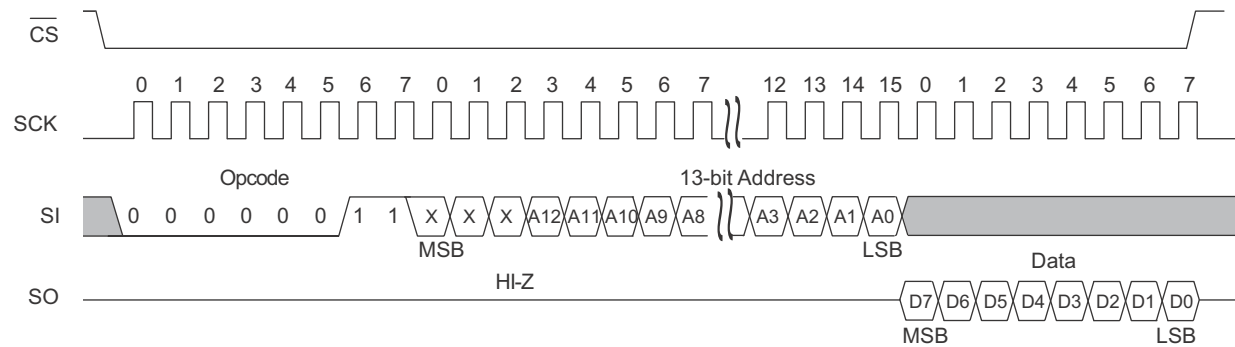 CS
0 1 2 3 4 5 6 7 0 1 2 3 4 5 6 7 12 13 14 15 0 1 2 3 4 5 6 7
SCK
Opcode 13-bit Address
SI 0 0 0 0 0 0 1 1 X X X A12 A11 A10 A9 A8 A3 A2 A1 A0
MSB LSB
HI-Z Data
SO D7 D6 D5 D4 D3 D2 D1 D0
MSB LSB